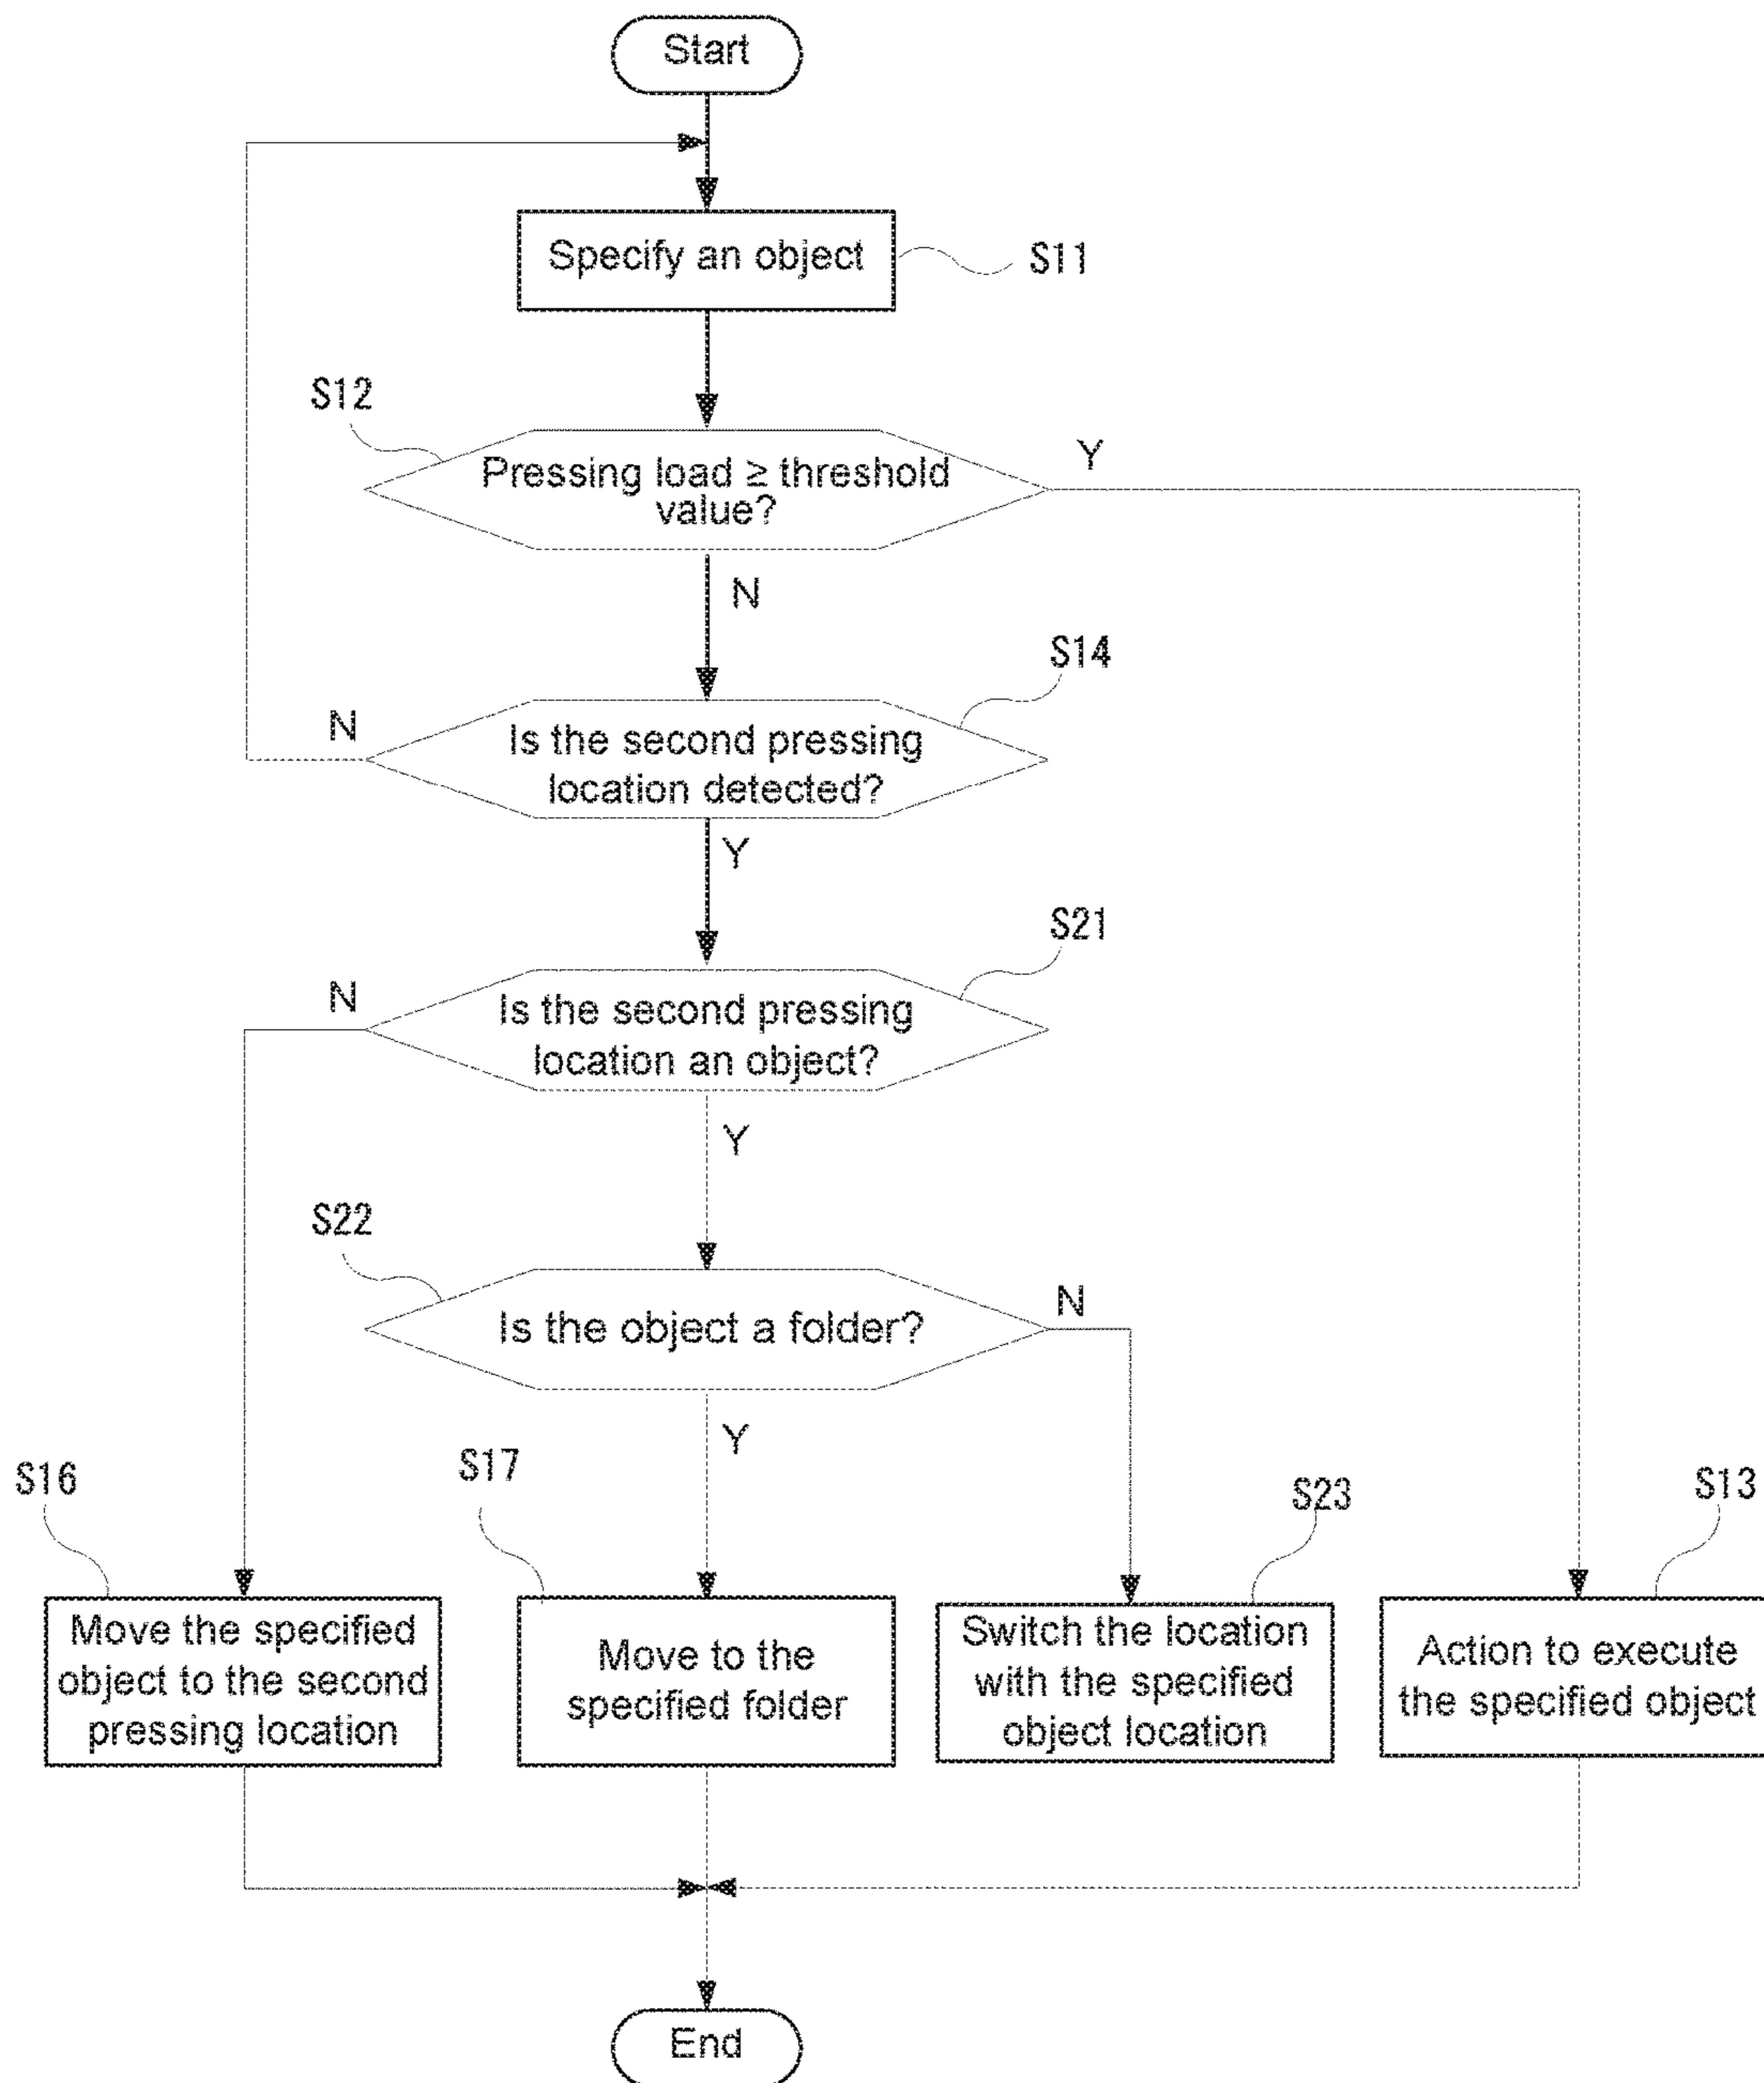 Start
Specify an object
S11
S12
Pressing load ≥ threshold
value?
Y
N
S14
N
Is the second pressing
location detected?
Y
S21
N
Is the second pressing
location an object?
Y
S22
Is the object a folder?
N
Y
S16
S17
S23
S13
Move the specified
object to the second
pressing location
Move to the
specified folder
Switch the location
with the specified
object location
Action to execute
the specified object
End